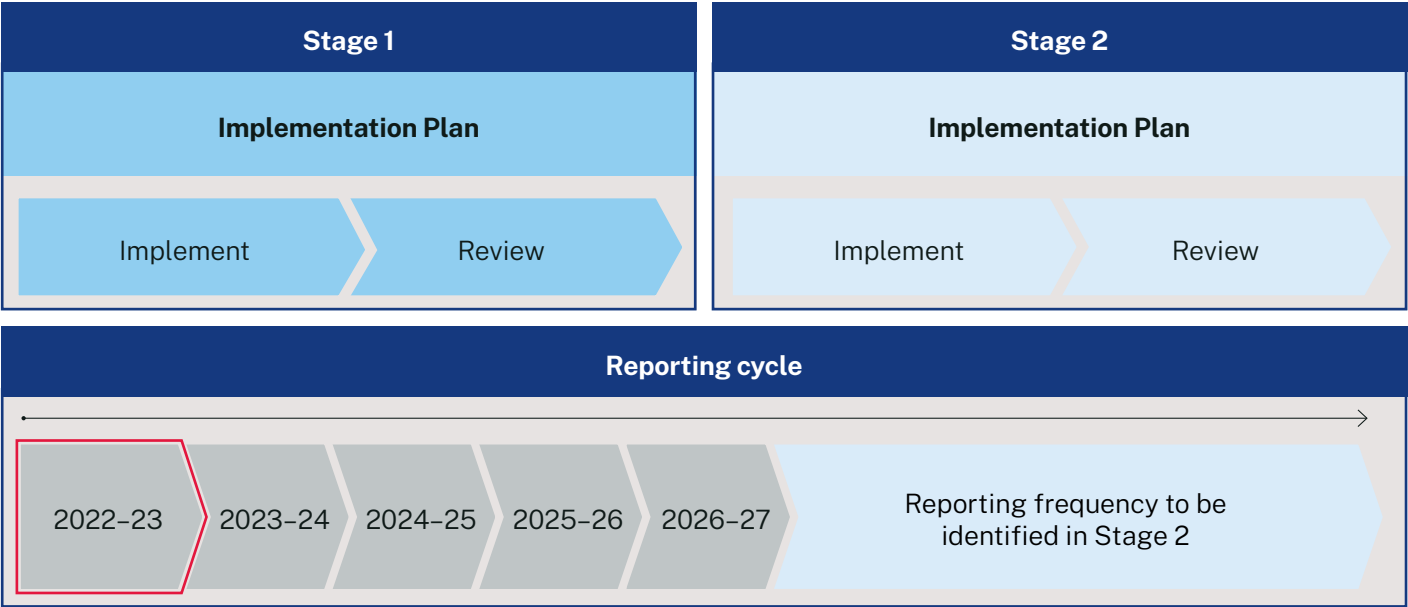 Stage 1
Implementation Plan
Implement
Review
Stage 2
Implementation Plan
Implement
Review
Reporting cycle
2022–23
2023–24
2024–25
2025–26
2026–27
Reporting frequency to be
identified in Stage 2